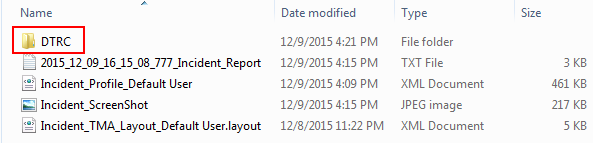 Name Date modified Type Size
DTRC 12/9/2015 4:21 PM File folder
2015_12_09_16_15_08_777_Incident_Report 12/9/2015 4:15 PM TXT File 3 KB
Incident_Profile_Default User 12/9/2015 4:09 PM XML Document 461 KB
Incident_ScreenShot 12/9/2015 4:15 PM JPEG image 217 KB
Incident_TMA_Layout_Default User.layout 12/8/2015 11:22 PM XML Document 5 KB